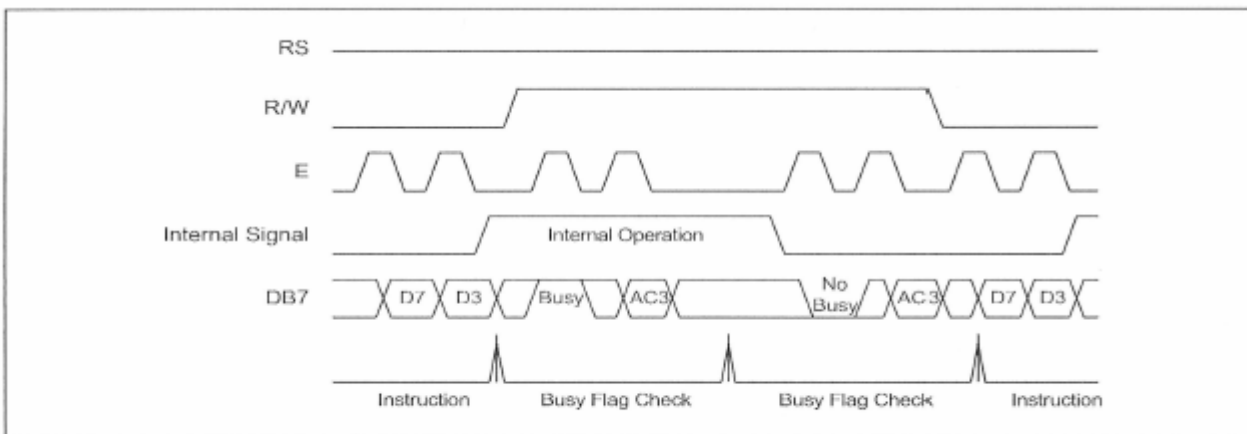 RS
R/W
E
Internal Signal
Internal Operation
DB7
D7
D3
Busy
AC3
No
Busy
AC3
D7
D3
Instruction
Busy Flag Check
Busy Flag Check
Instruction